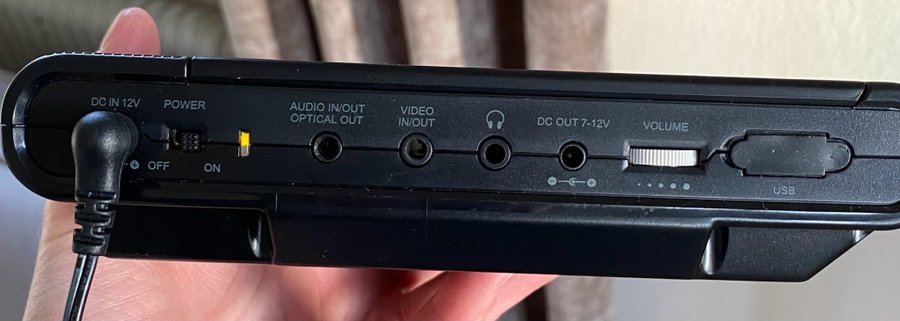 DC IN 12V
POWER
OFF
ON
AUDIO IN/OUT
OPTICAL OUT
VIDEO
IN/OUT
DC OUT 7-12V
VOLUME
USB